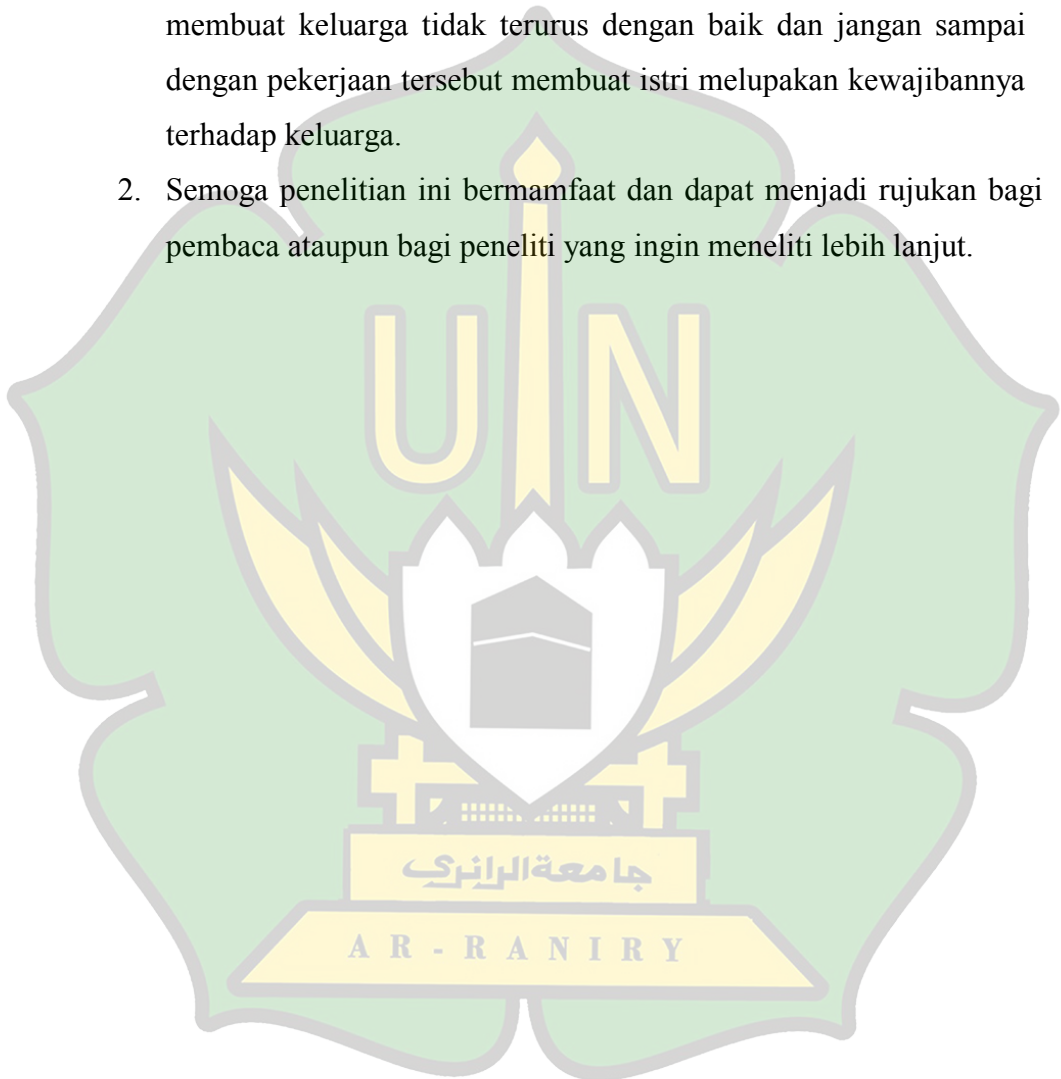 membuat keluarga tidak terurus dengan baik dan jangan sampai
dengan pekerjaan tersebut membuat istri melupakan kewajibannya
terhadap keluarga.
2. Semoga penelitian ini bermamfaat dan dapat menjadi rujukan bagi
pembaca ataupun bagi peneliti yang ingin meneliti lebih lanjut.
UIN
جامعةالرانري
AR-RANIRY